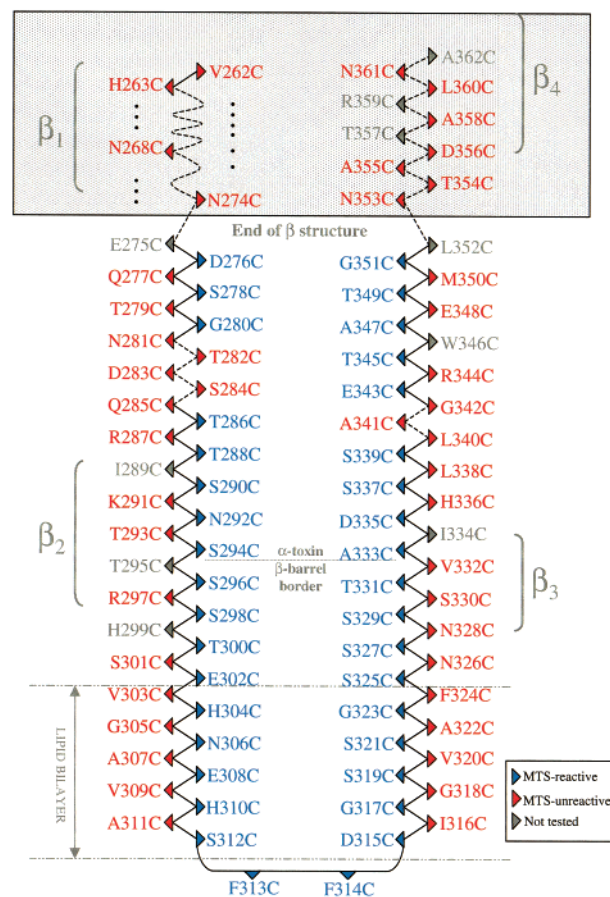 A362C
V262C N361C
H263C L360C
β4
R359C
A358C
T357C
β1
N268C D356C
A355C
T354C
N274C N353C
End of β structure
E275C L352C
D276C G351C
Q277C M350C
S278C T349C
T279C E348C
G280C A347C
N281C W346C
T282C T345C
D283C R344C
S284C E343C
Q285C G342C
T286C A341C
R287C L340C
T288C S339C
I289C L338C
S290C S337C
K291C H336C
N292C D335C
β2
T293C I334C
S294C α-toxin A333C
T295C β-barrel V332C
S296C border T331C
β3
R297C S330C
S298C S329C
H299C N328C
T300C S327C
S301C N326C
E302C S325C
V303C F324C
H304C G323C
G305C A322C
N306C S321C
LIPID BILAYER
A307C V320C
E308C S319C
MTS-reactive
V309C G318C
MTS-unreactive
H310C G317C
Not tested
A311C I316C
S312C D315C
F313C F314C